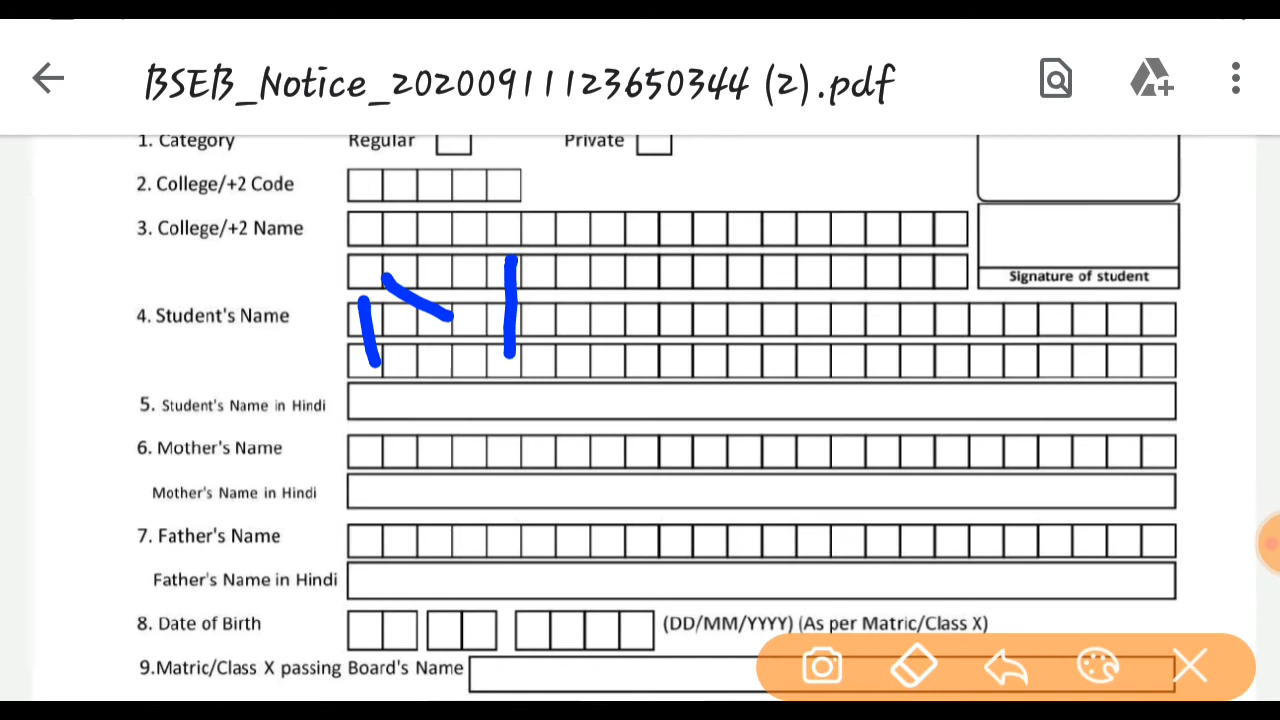 BSEB_Notice_20200911123650344 (2).pdf
1. Category Regular Private
2. College/+2 Code
3. College/+2 Name
Signature of student
4. Student's Name
5. Student's Name in Hindi
6. Mother's Name
Mother's Name in Hindi
7. Father's Name
Father's Name in Hindi
8. Date of Birth (DD/MM/YYYY) (As per Matric/Class X)
9.Matric/Class X passing Board's Name